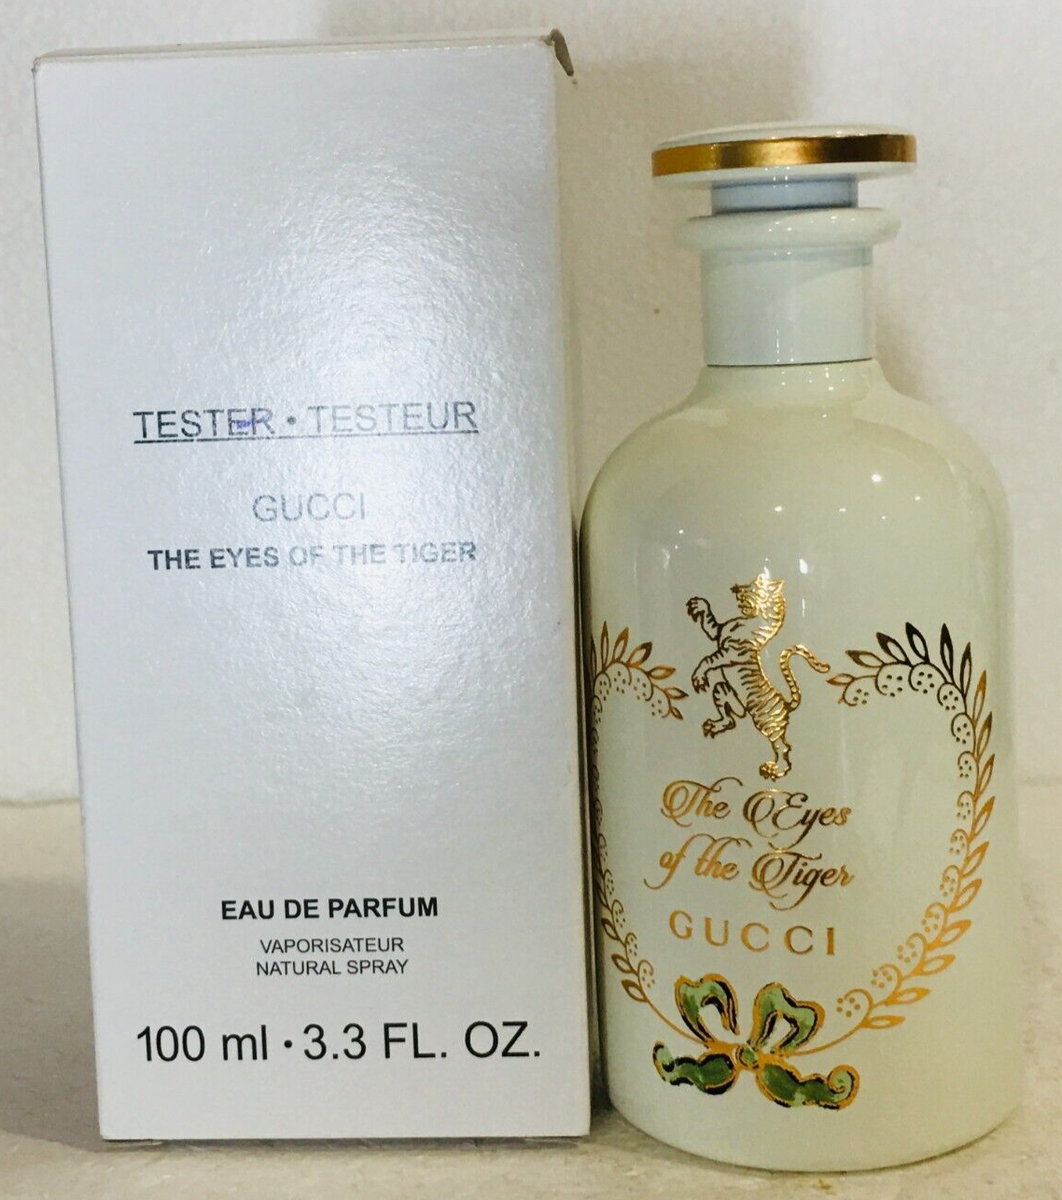 TESTER • TESTEUR
GUCCI
THE EYES OF THE TIGER
EAU DE PARFUM
VAPORISATEUR
NATURAL SPRAY
100 ml • 3.3 FL. OZ.
The Eyes
of the Tiger
GUCCI